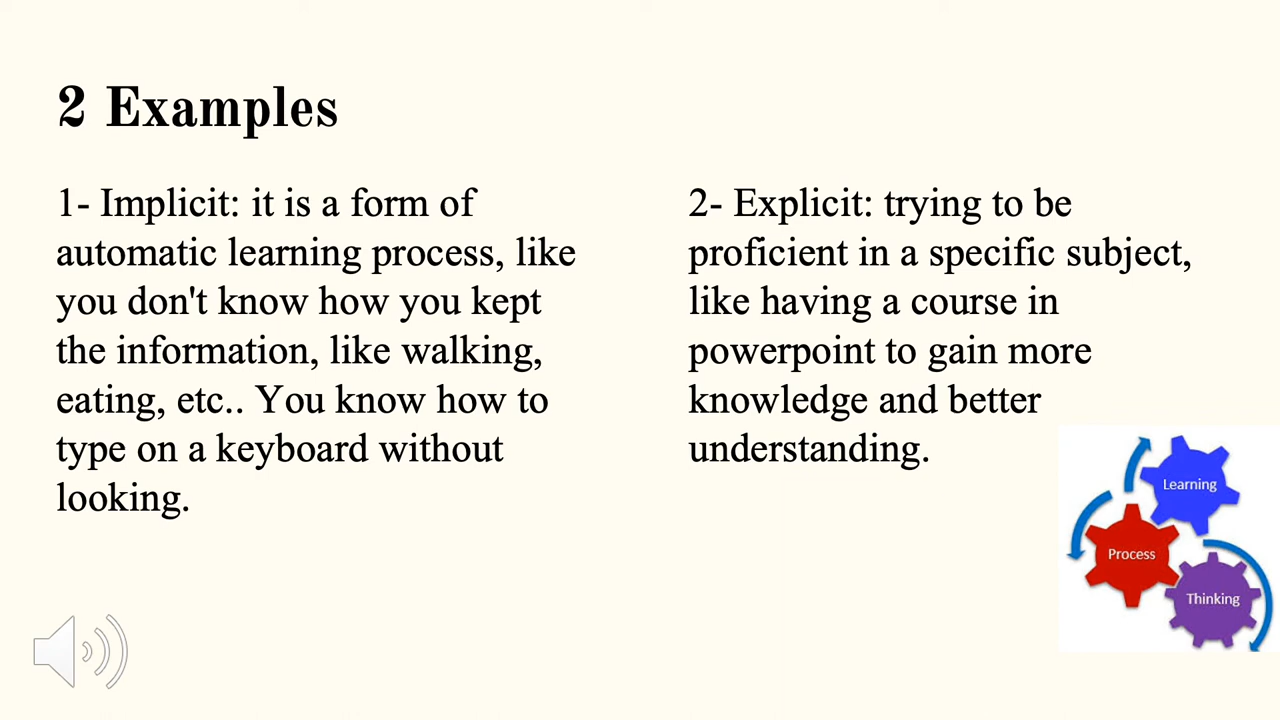 2 Examples
1- Implicit: it is a form of
automatic learning process, like
you don't know how you kept
the information, like walking,
eating, etc.. You know how to
type on a keyboard without
looking.
2- Explicit: trying to be
proficient in a specific subject,
like having a course in
powerpoint to gain more
knowledge and better
understanding.
Learning
Process
Thinking